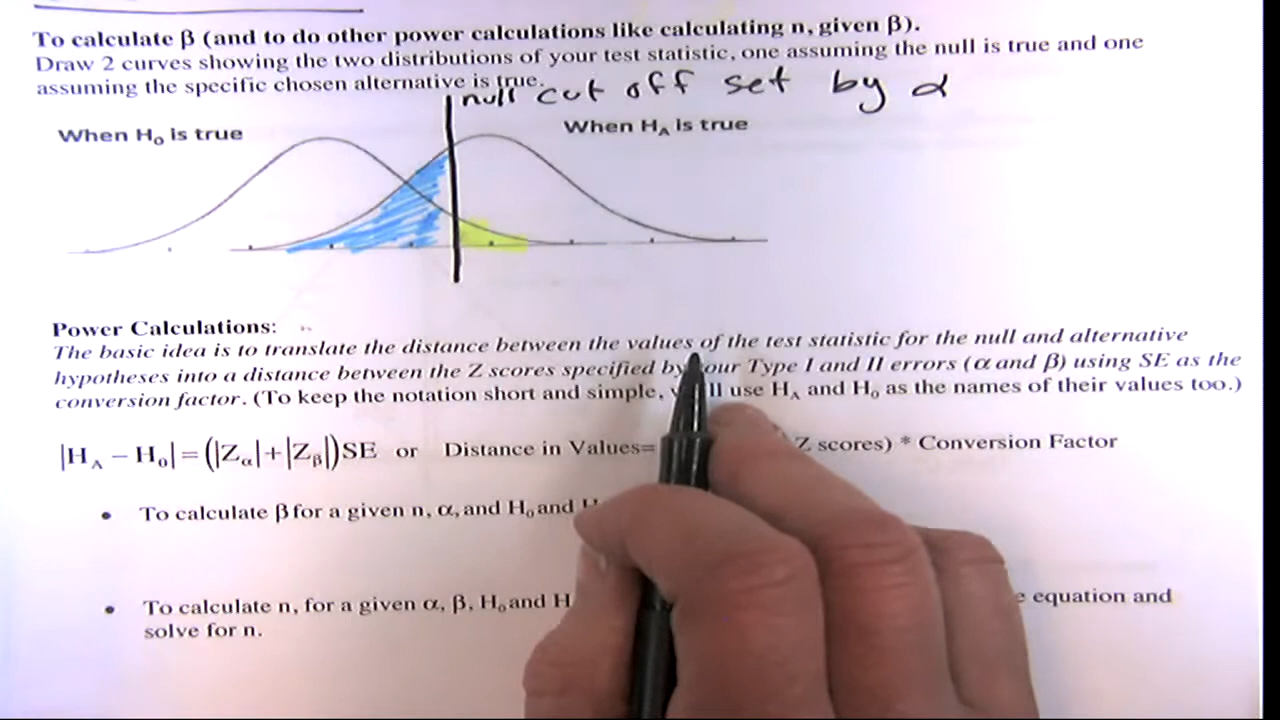 To calculate β (and to do other power calculations like calculating n, given β).
Draw 2 curves showing the two distributions of your test statistic, one assuming the null is true and one
assuming the specific chosen alternative is true.
null cut off set by α
When H₀ is true
When Hᴀ is true
Power Calculations:
The basic idea is to translate the distance between the values of the test statistic for the null and alternative
hypotheses into a distance between the Z scores specified by your Type I and II errors (α and β) using SE as the
conversion factor. (To keep the notation short and simple, use Hᴀ and H₀ as the names of their values too.)
|Hᴀ − H₀| = (|Zα| + |Zβ|)SE or Distance in Values= Z scores) * Conversion Factor
• To calculate β for a given n, α, and H₀ and
• To calculate n, for a given α, β, H₀ and H equation and
solve for n.